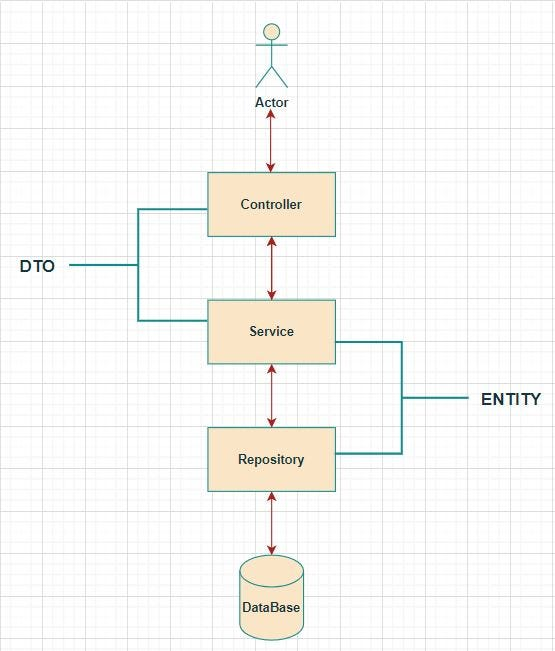 Actor
Controller
DTO
Service
ENTITY
Repository
DataBase